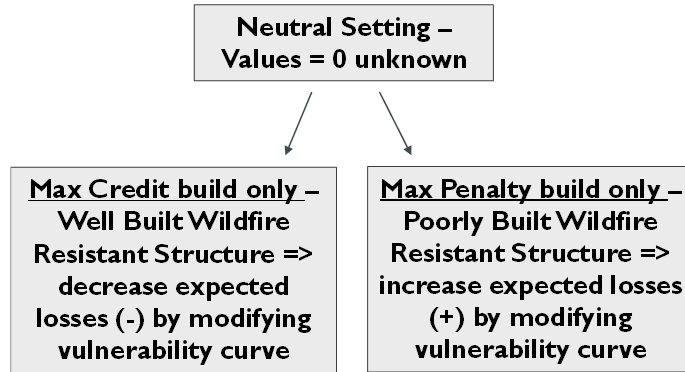 Neutral Setting –
Values = 0 unknown
Max Credit build only –
Well Built Wildfire
Resistant Structure =>
decrease expected
losses (-) by modifying
vulnerability curve
Max Penalty build only –
Poorly Built Wildfire
Resistant Structure =>
increase expected losses
(+) by modifying
vulnerability curve